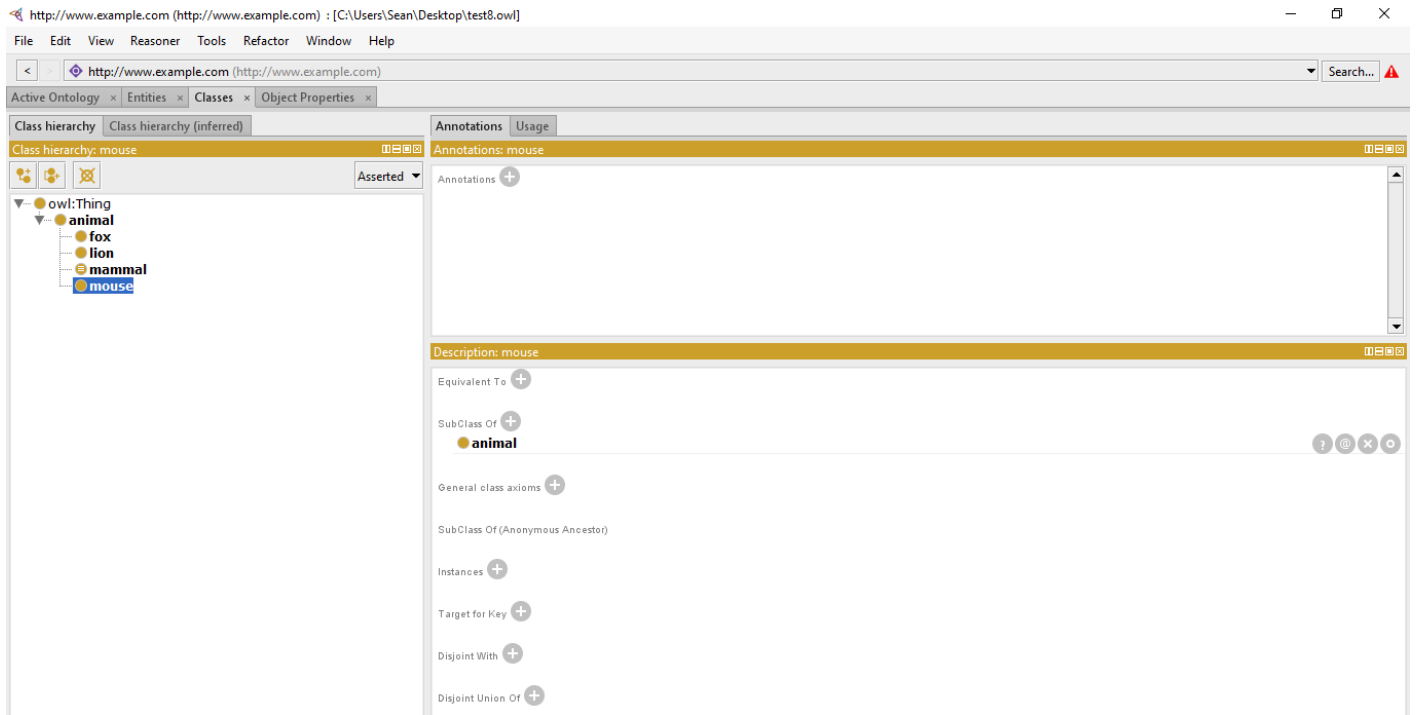 http://www.example.com (http://www.example.com) : [C:\Users\Sean\Desktop\test8.owl]
File Edit View Reasoner Tools Refactor Window Help
< > http://www.example.com (http://www.example.com) Search...
Active Ontology × Entities × Classes × Object Properties ×
Class hierarchy Class hierarchy (inferred)
Class hierarchy: mouse
Asserted
owl:Thing
animal
fox
lion
mammal
mouse
Annotations Usage
Annotations: mouse
Annotations +
Description: mouse
Equivalent To +
SubClass Of +
animal ? @ × o
General class axioms +
SubClass Of (Anonymous Ancestor)
Instances +
Target for Key +
Disjoint With +
Disjoint Union Of +